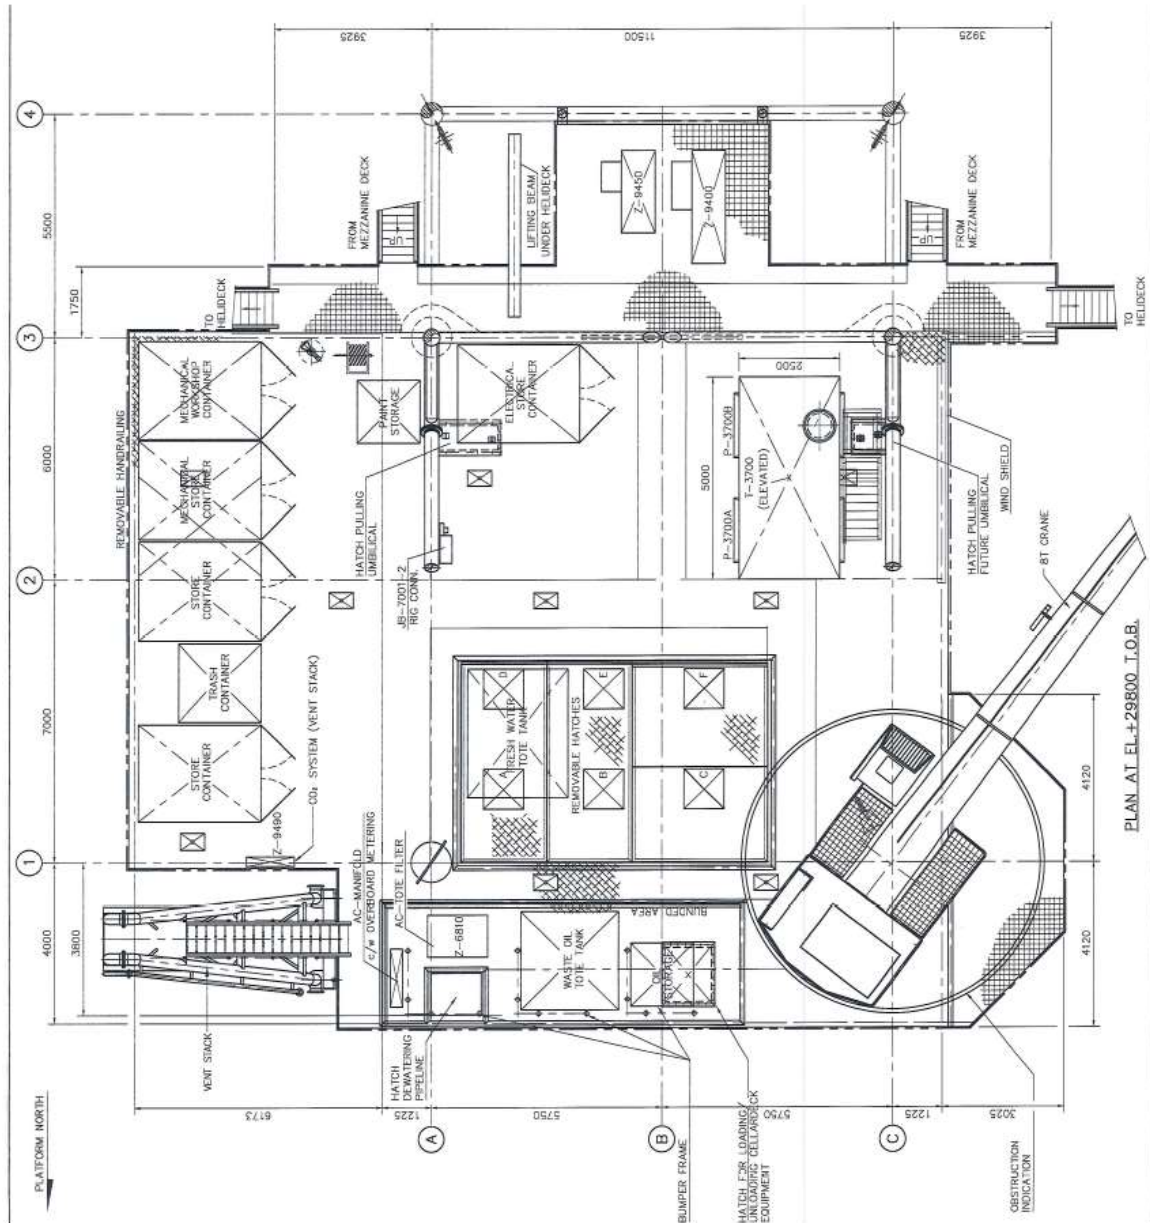 3925
11500
3925
4
5500
1750
FROM
MEZZANINE DECK
UP
LIFTING BEAM
UNDER HELIDECK
Z-9450
Z-9400
FROM
MEZZANINE DECK
UP
TO
HELIDECK
TO
HELIDECK
3
6000
REMOVABLE HANDRAILING
MECHANICAL
WORKSHOP
CONTAINER
MECHANICAL
STORE
CONTAINER
PAINT
STORAGE
ELECTRICAL
STORE
CONTAINER
HATCH PULLING
UMBILICAL
JB-7001-2
RIG CONN.
5000
2500
P-3700A
P-3700B
T-3700
(ELEVATED)
HATCH PULLING
FUTURE UMBILICAL
WIND SHIELD
2
7000
STORE
CONTAINER
TRASH
CONTAINER
STORE
CONTAINER
CO₂ SYSTEM (VENT STACK)
Z-9490
FRESH WATER
TOTE TANK
REMOVABLE HATCHES
A
B
C
D
E
F
8T CRANE
4120
4120
PLAN AT EL.+29800 T.O.B.
1
4000
3800
AC-MANIFOLD
c/w OVERBOARD METERING
AC-TOTE FILTER
Z-6810
WASTE OIL
TOTE TANK
OIL
STORAGE
BUNDED AREA
VENT STACK
HATCH
DEWATERING
PIPELINE
6173
1225
5750
5750
1225
3025
A
B
C
BUMPER FRAME
HATCH FOR LOADING/
UNLOADING CELLARDECK
EQUIPMENT
OBSTRUCTION
INDICATION
PLATFORM NORTH